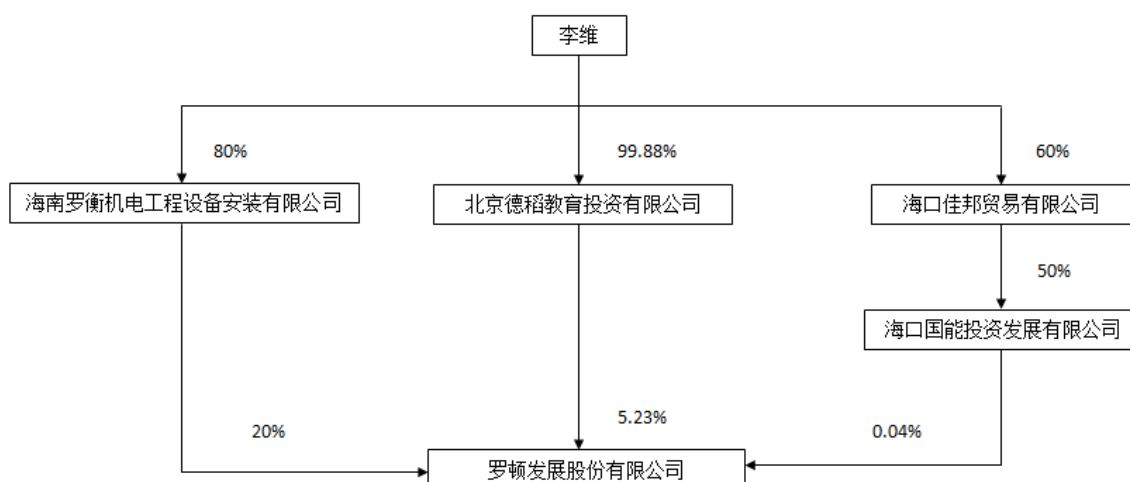 李维
80%
99.88%
60%
海南罗衡机电工程设备安装有限公司
北京德稻教育投资有限公司
海口佳邦贸易有限公司
50%
海口国能投资发展有限公司
20%
5.23%
0.04%
罗顿发展股份有限公司